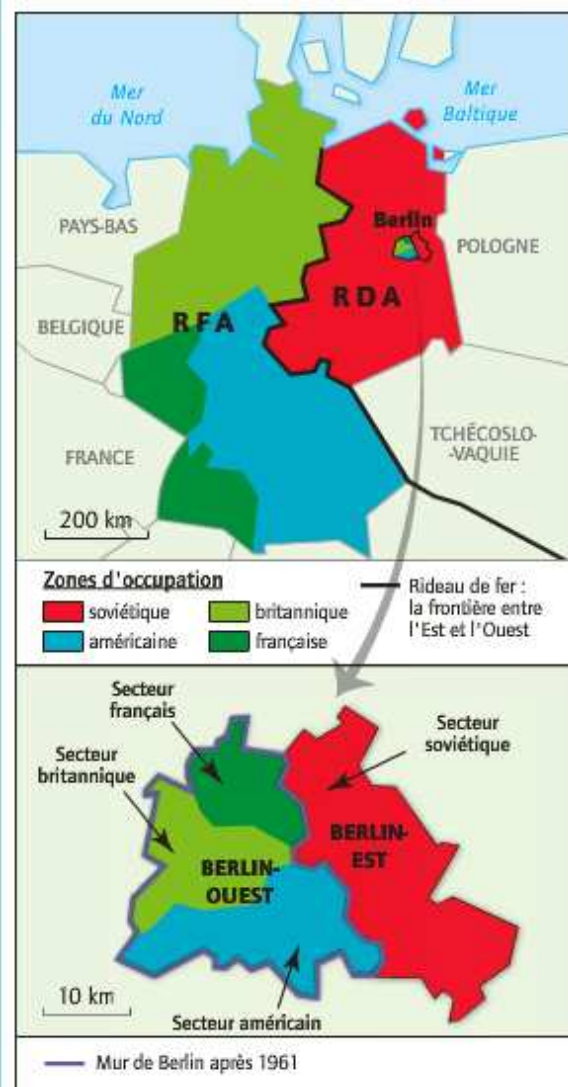 Mer
du Nord
Mer
Baltique
PAYS-BAS
Berlin
POLOGNE
RDA
BELGIQUE
RFA
TCHÉCOSLO-
-VAQUIE
FRANCE
200 km
Zones d'occupation
soviétique
britannique
américaine
française
Rideau de fer :
la frontière entre
l'Est et l'Ouest
Secteur
français
Secteur
soviétique
Secteur
britannique
BERLIN-
EST
BERLIN-
OUEST
10 km
Secteur américain
Mur de Berlin après 1961